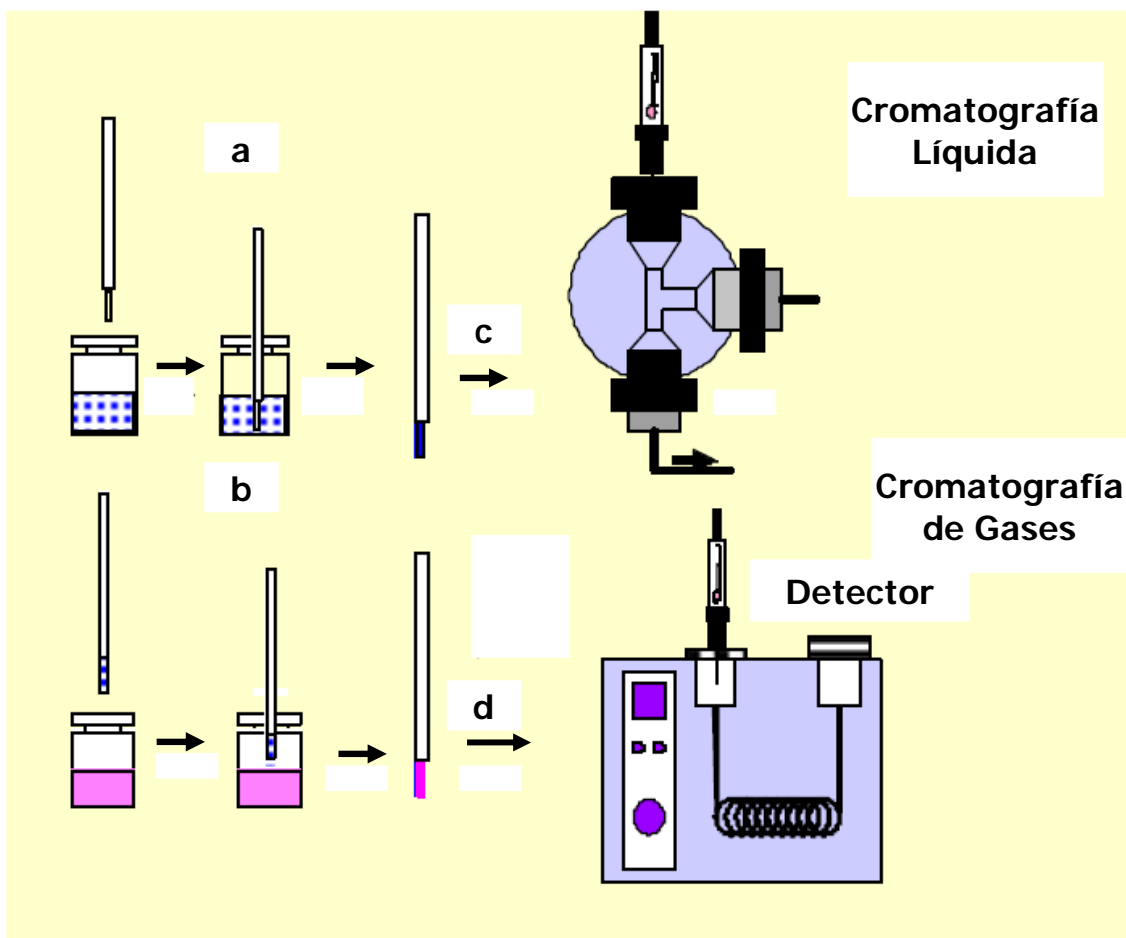 a
Cromatografía
Líquida
c
b
Cromatografía
de Gases
Detector
d